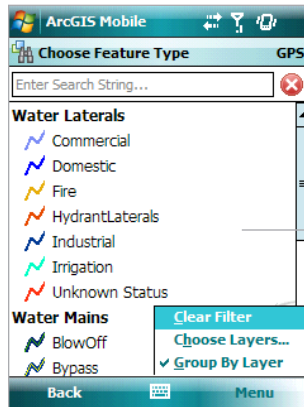 ArcGIS Mobile
Choose Feature Type GPS
Enter Search String...
Water Laterals
Commercial
Domestic
Fire
HydrantLaterals
Industrial
Irrigation
Unknown Status
Water Mains
BlowOff
Bypass
Clear Filter
Choose Layers...
Group By Layer
Back Menu